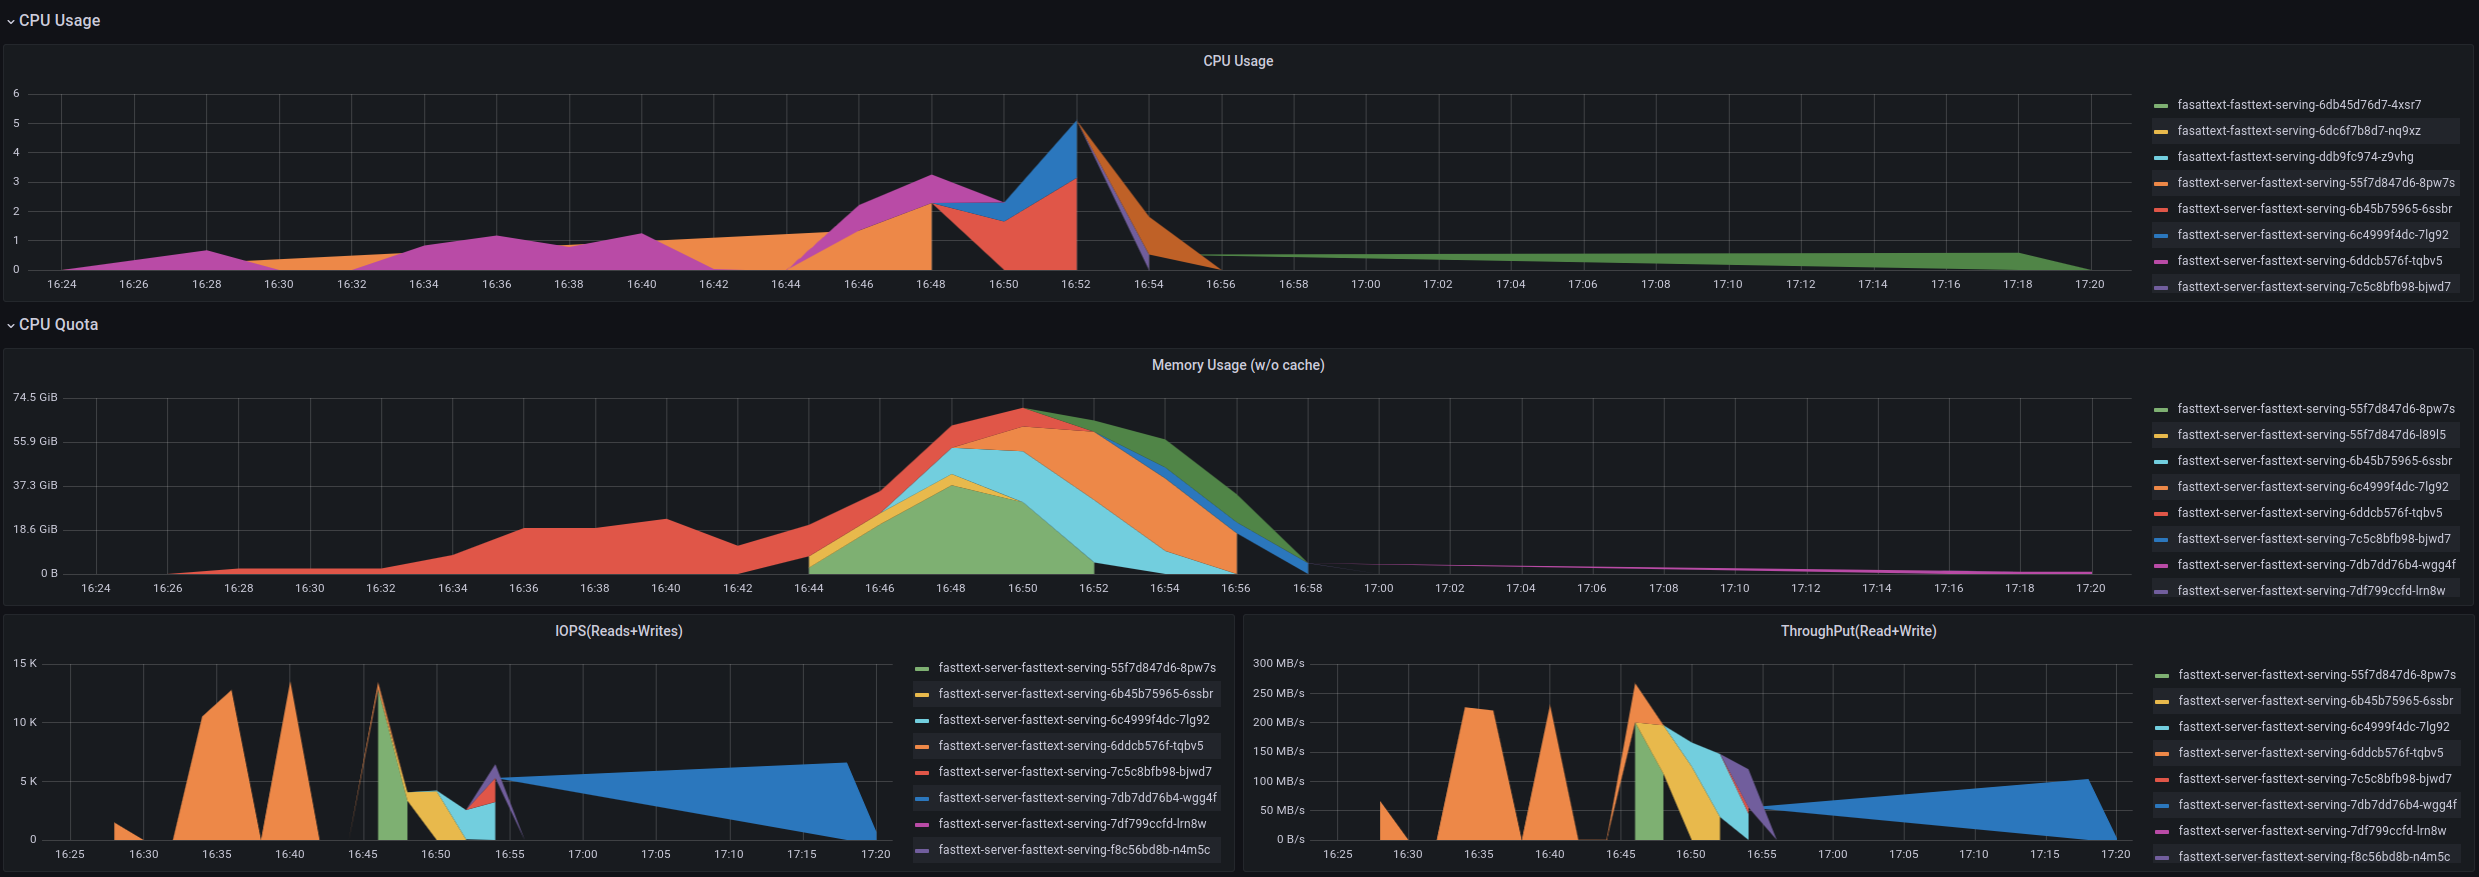 CPU Usage
CPU Usage
6
5
4
3
2
1
0
16:24 16:26 16:28 16:30 16:32 16:34 16:36 16:38 16:40 16:42 16:44 16:46 16:48 16:50 16:52 16:54 16:56 16:58 17:00 17:02 17:04 17:06 17:08 17:10 17:12 17:14 17:16 17:18 17:20
fasattext-fasttext-serving-6db45d76d7-4xsr7
fasattext-fasttext-serving-6dc6f7b8d7-nq9xz
fasattext-fasttext-serving-ddb9fc974-z9vhg
fasttext-server-fasttext-serving-55f7d847d6-8pw7s
fasttext-server-fasttext-serving-6b45b75965-6ssbr
fasttext-server-fasttext-serving-6c4999f4dc-7lg92
fasttext-server-fasttext-serving-6ddcb576f-tqbv5
fasttext-server-fasttext-serving-7c5c8bfb98-bjwd7
CPU Quota
Memory Usage (w/o cache)
74.5 GiB
55.9 GiB
37.3 GiB
18.6 GiB
0 B
16:24 16:26 16:28 16:30 16:32 16:34 16:36 16:38 16:40 16:42 16:44 16:46 16:48 16:50 16:52 16:54 16:56 16:58 17:00 17:02 17:04 17:06 17:08 17:10 17:12 17:14 17:16 17:18 17:20
fasttext-server-fasttext-serving-55f7d847d6-8pw7s
fasttext-server-fasttext-serving-55f7d847d6-l89l5
fasttext-server-fasttext-serving-6b45b75965-6ssbr
fasttext-server-fasttext-serving-6c4999f4dc-7lg92
fasttext-server-fasttext-serving-6ddcb576f-tqbv5
fasttext-server-fasttext-serving-7c5c8bfb98-bjwd7
fasttext-server-fasttext-serving-7db7dd76b4-wgg4f
fasttext-server-fasttext-serving-7df799ccfd-lrn8w
IOPS(Reads+Writes)
15 K
10 K
5 K
0
16:25 16:30 16:35 16:40 16:45 16:50 16:55 17:00 17:05 17:10 17:15 17:20
fasttext-server-fasttext-serving-55f7d847d6-8pw7s
fasttext-server-fasttext-serving-6b45b75965-6ssbr
fasttext-server-fasttext-serving-6c4999f4dc-7lg92
fasttext-server-fasttext-serving-6ddcb576f-tqbv5
fasttext-server-fasttext-serving-7c5c8bfb98-bjwd7
fasttext-server-fasttext-serving-7db7dd76b4-wgg4f
fasttext-server-fasttext-serving-7df799ccfd-lrn8w
fasttext-server-fasttext-serving-f8c56bd8b-n4m5c
ThroughPut(Read+Write)
300 MB/s
250 MB/s
200 MB/s
150 MB/s
100 MB/s
50 MB/s
0 B/s
16:25 16:30 16:35 16:40 16:45 16:50 16:55 17:00 17:05 17:10 17:15 17:20
fasttext-server-fasttext-serving-55f7d847d6-8pw7s
fasttext-server-fasttext-serving-6b45b75965-6ssbr
fasttext-server-fasttext-serving-6c4999f4dc-7lg92
fasttext-server-fasttext-serving-6ddcb576f-tqbv5
fasttext-server-fasttext-serving-7c5c8bfb98-bjwd7
fasttext-server-fasttext-serving-7db7dd76b4-wgg4f
fasttext-server-fasttext-serving-7df799ccfd-lrn8w
fasttext-server-fasttext-serving-f8c56bd8b-n4m5c